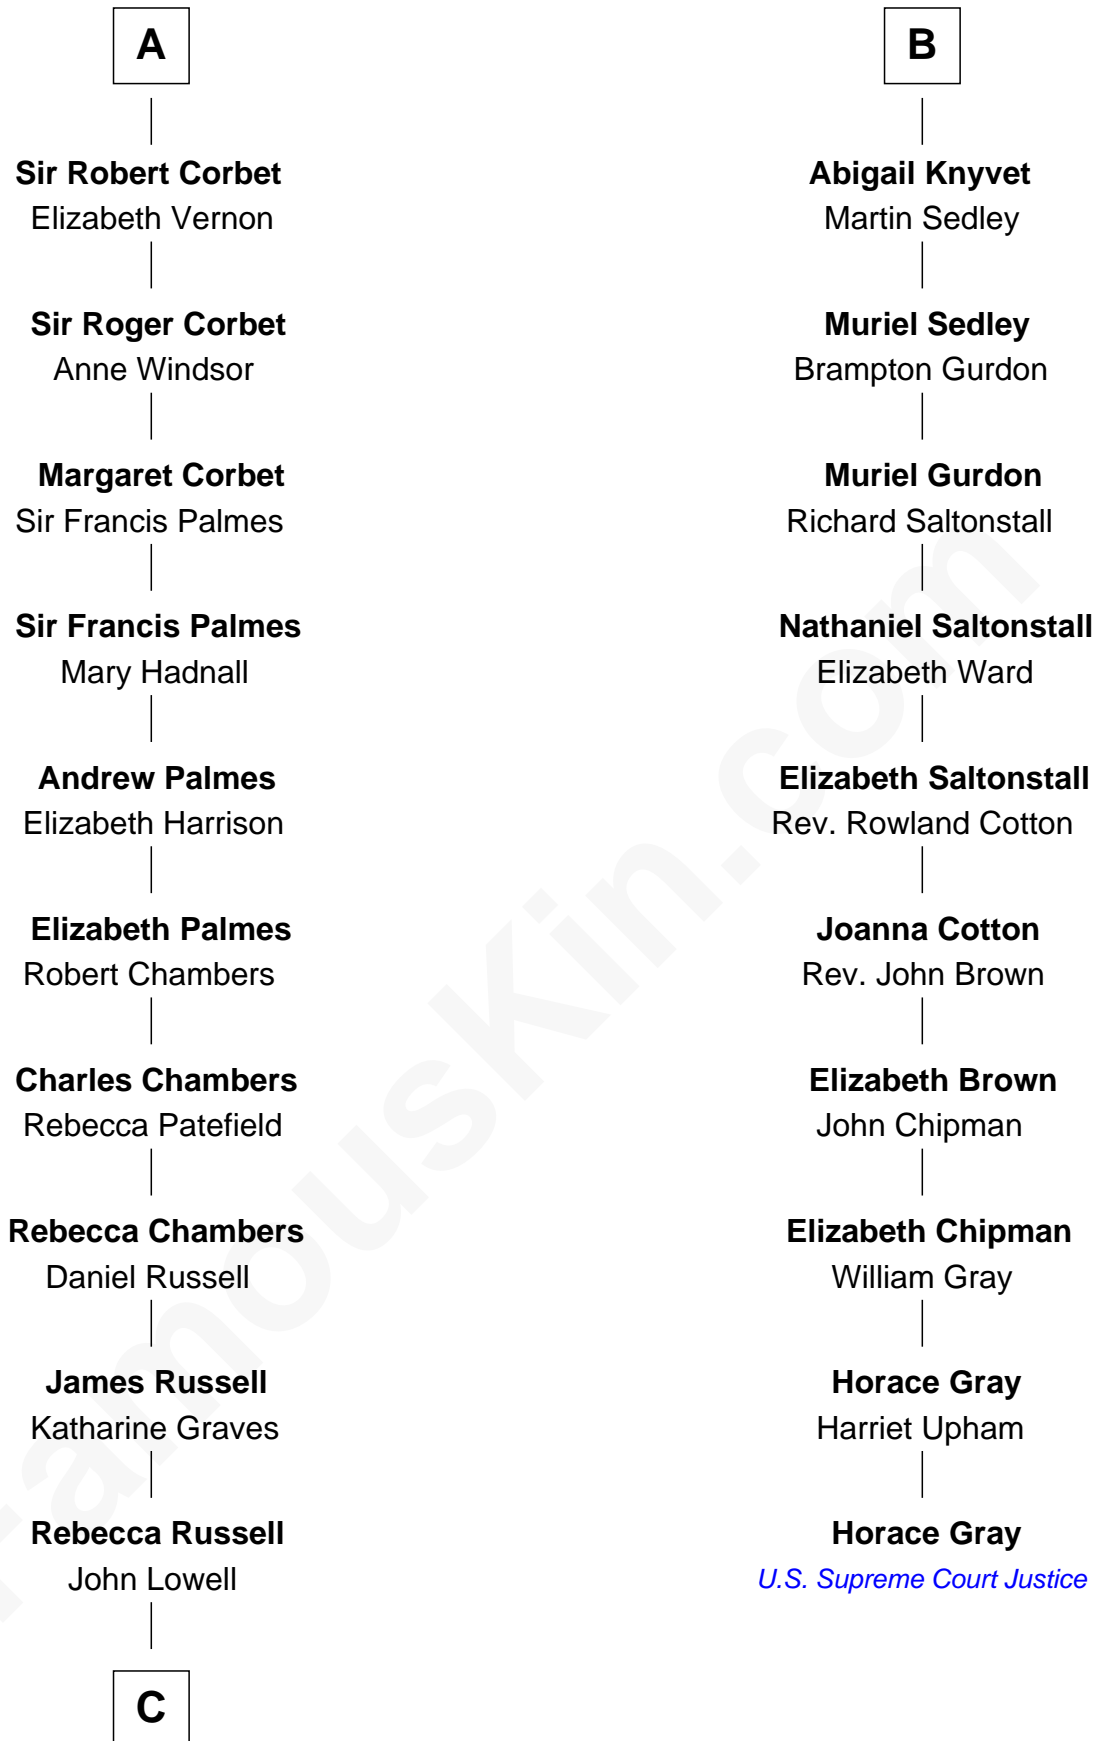 A
Sir Robert Corbet
Elizabeth Vernon
Sir Roger Corbet
Anne Windsor
Margaret Corbet
Sir Francis Palmes
Sir Francis Palmes
Mary Hadnall
Andrew Palmes
Elizabeth Harrison
Elizabeth Palmes
Robert Chambers
Charles Chambers
Rebecca Patefield
Rebecca Chambers
Daniel Russell
James Russell
Katharine Graves
Rebecca Russell
John Lowell
C
B
Abigail Knyvet
Martin Sedley
Muriel Sedley
Brampton Gurdon
Muriel Gurdon
Richard Saltonstall
Nathaniel Saltonstall
Elizabeth Ward
Elizabeth Saltonstall
Rev. Rowland Cotton
Joanna Cotton
Rev. John Brown
Elizabeth Brown
John Chipman
Elizabeth Chipman
William Gray
Horace Gray
Harriet Upham
Horace Gray
U.S. Supreme Court Justice
FamousKin.com